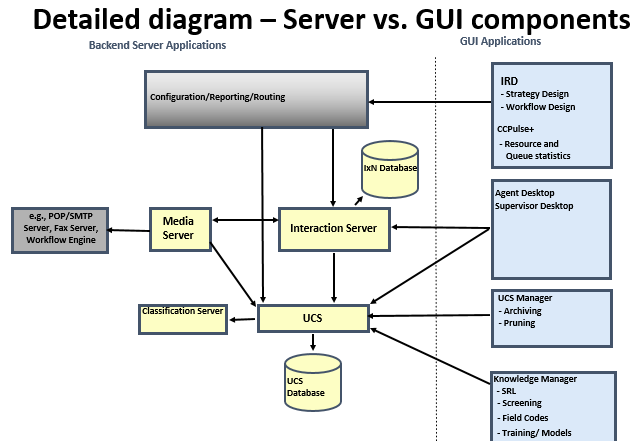 Detailed diagram – Server vs. GUI components
Backend Server Applications
GUI Applications
Configuration/Reporting/Routing
IRD
- Strategy Design
- Workflow Design
CCPulse+
- Resource and
Queue statistics
IxN Database
Agent Desktop
Supervisor Desktop
e.g., POP/SMTP
Server, Fax Server,
Workflow Engine
Media
Server
Interaction Server
UCS Manager
- Archiving
- Pruning
Classification Server
UCS
UCS
Database
Knowledge Manager
- SRL
- Screening
- Field Codes
- Training/ Models